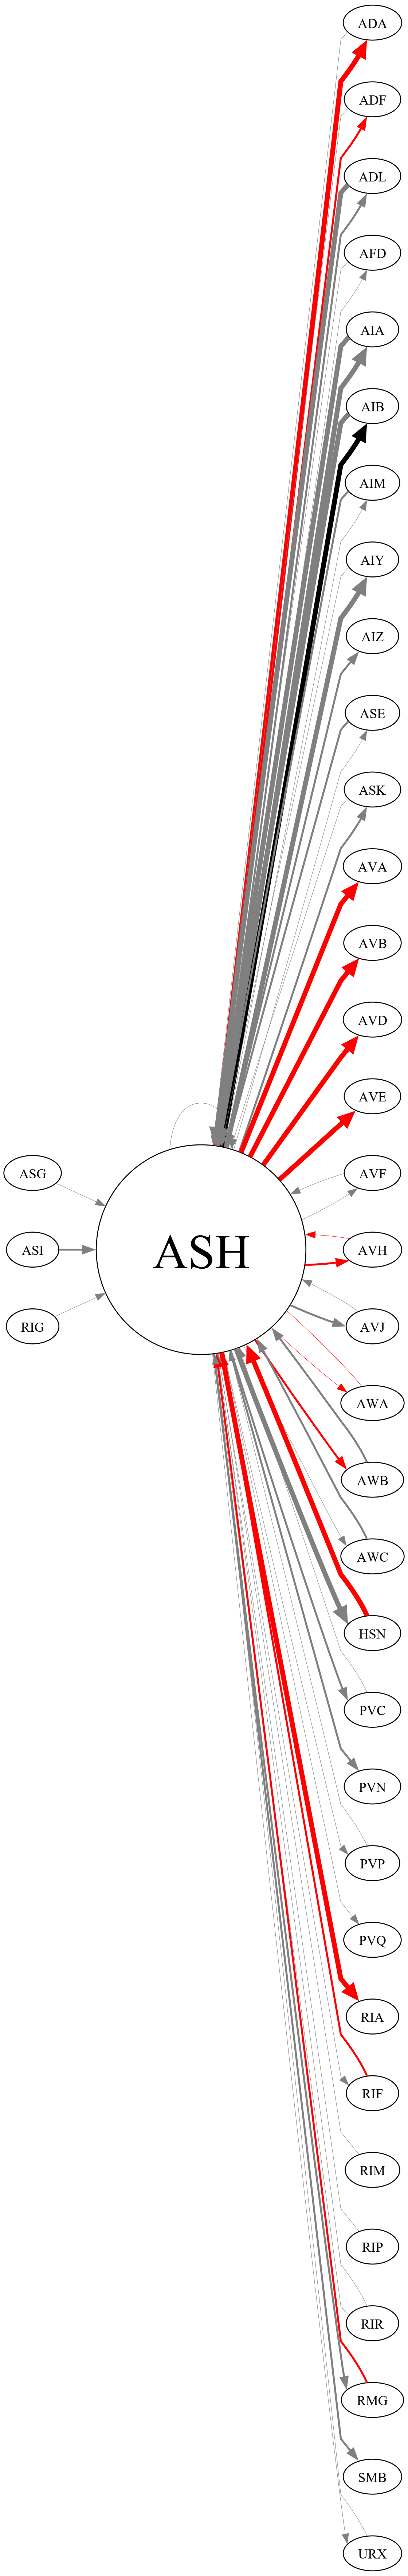 ADA
ADF
ADL
AFD
AIA
AIB
AIM
AIY
AIZ
ASE
ASK
AVA
AVB
AVD
AVE
ASG
AVF
ASI
ASH
AVH
RIG
AVJ
AWA
AWB
AWC
HSN
PVC
PVN
PVP
PVQ
RIA
RIF
RIM
RIP
RIR
RMG
SMB
URX